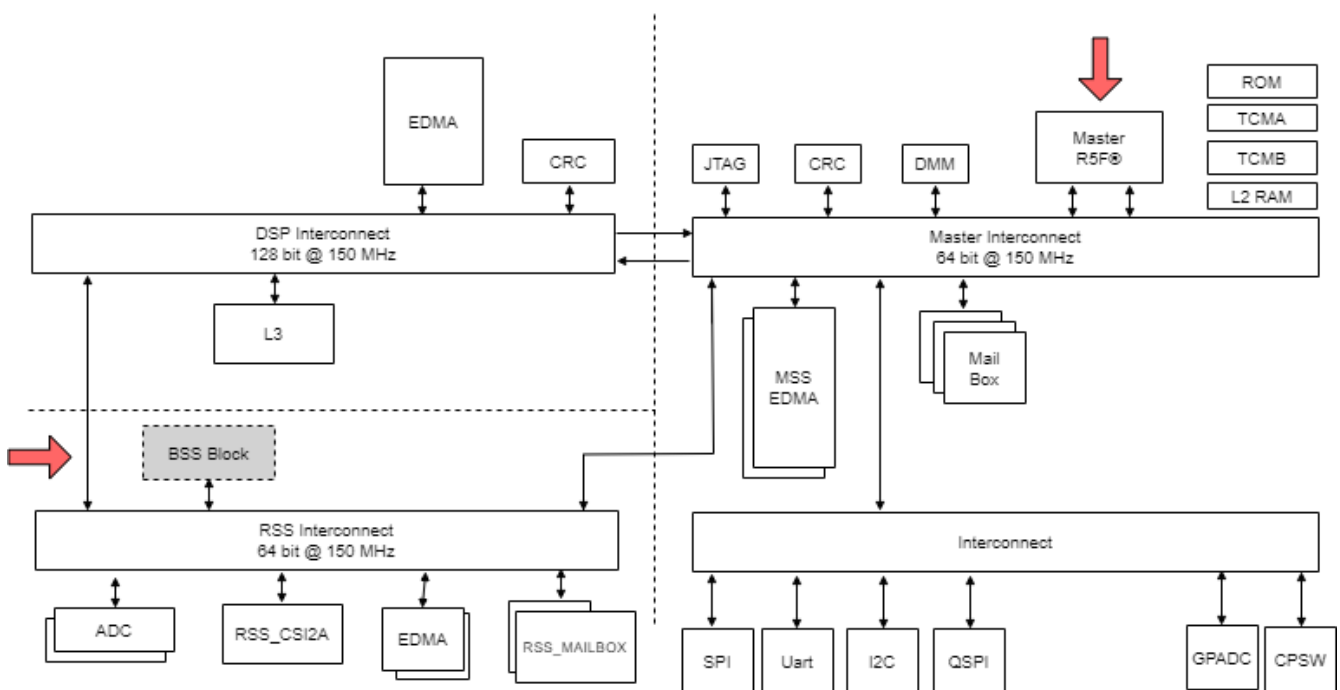 EDMA
CRC
JTAG
CRC
DMM
Master
R5F®
ROM
TCMA
TCMB
L2 RAM
DSP Interconnect
128 bit @ 150 MHz
Master Interconnect
64 bit @ 150 MHz
L3
MSS
EDMA
Mail
Box
BSS Block
RSS Interconnect
64 bit @ 150 MHz
Interconnect
ADC
RSS_CSI2A
EDMA
RSS_MAILBOX
SPI
Uart
I2C
QSPI
GPADC
CPSW